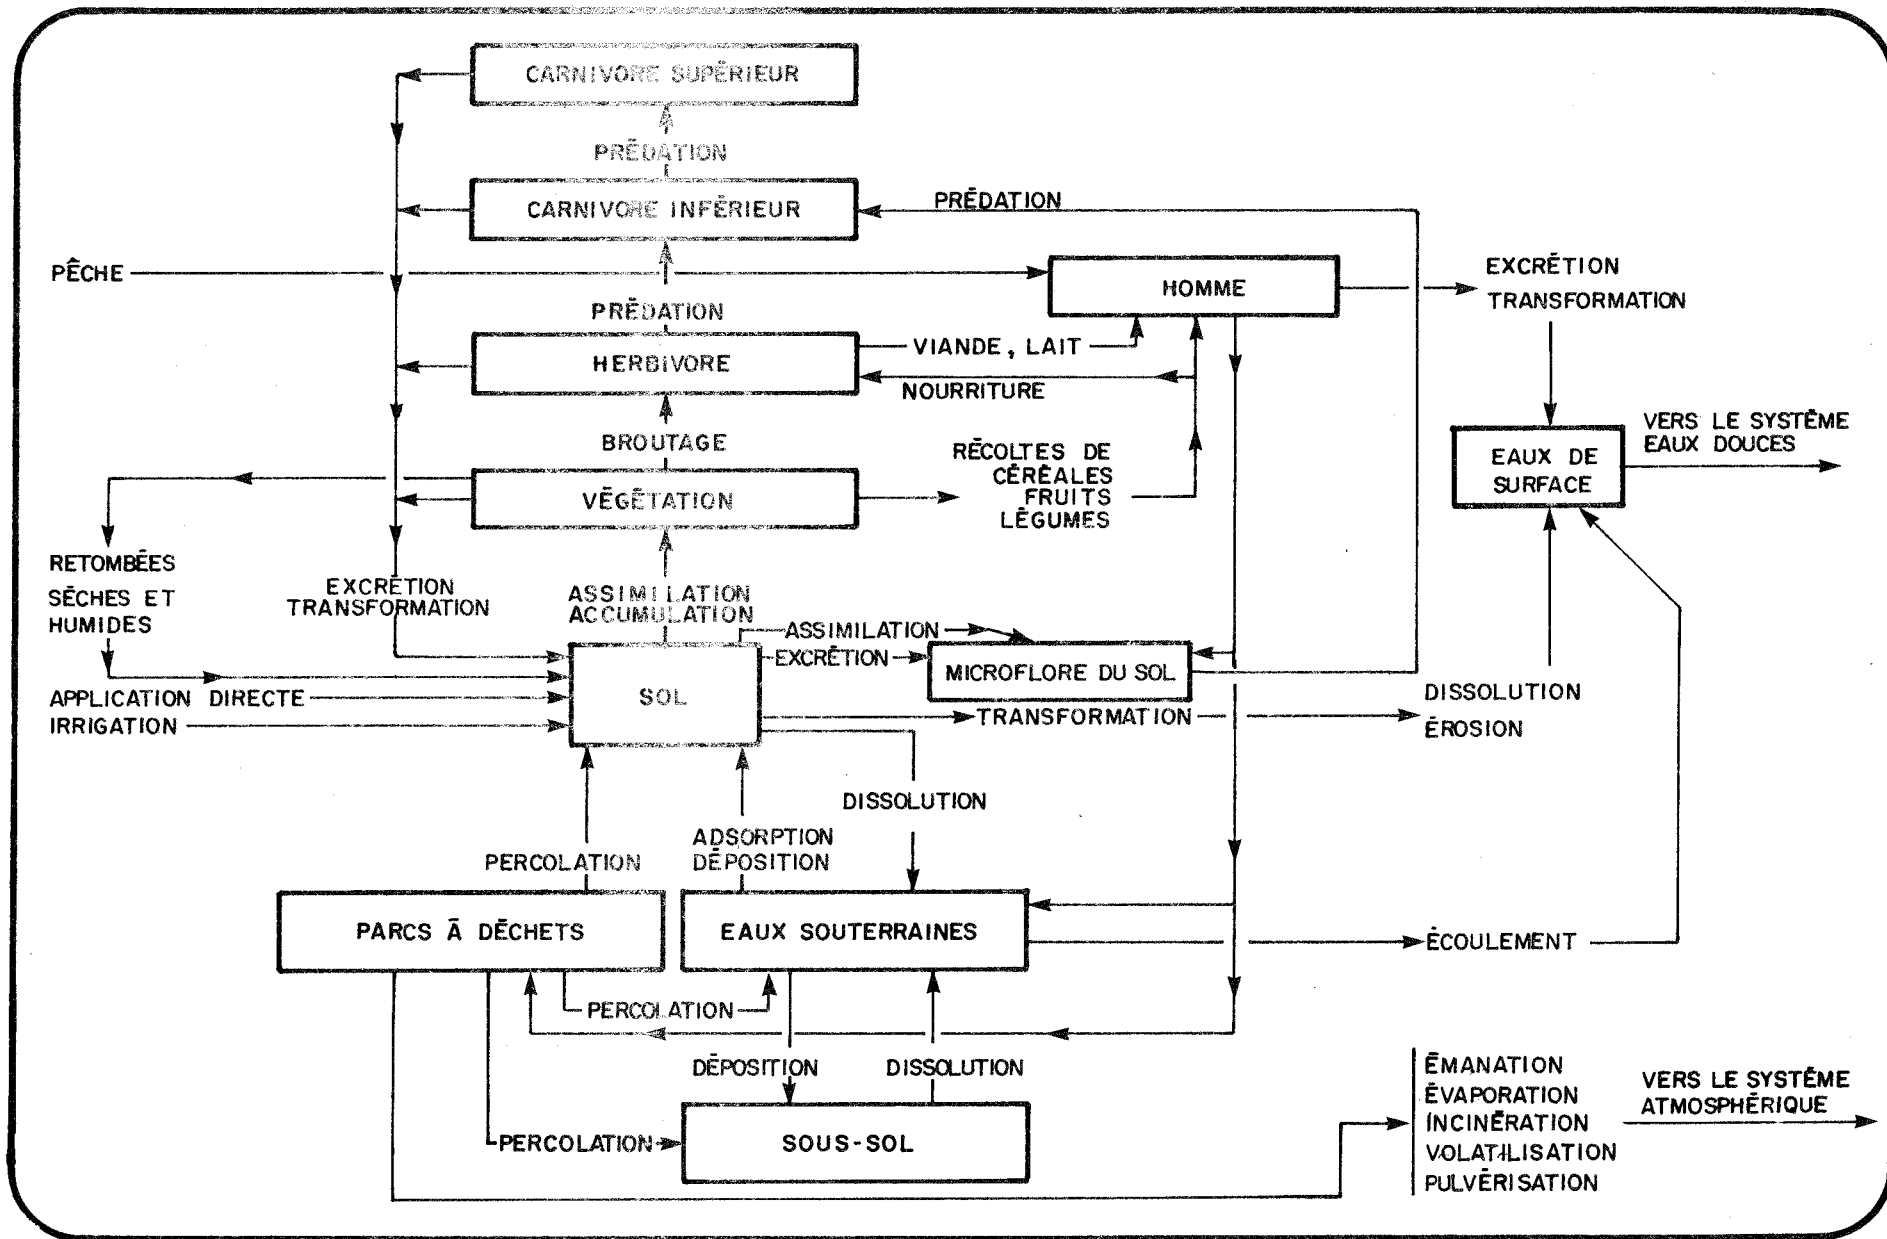 CARNIVORE SUPÉRIEUR
PRÉDATION
CARNIVORE INFÉRIEUR
PRÉDATION
PÊCHE
HOMME
EXCRÉTION
TRANSFORMATION
PRÉDATION
HERBIVORE
VIANDE, LAIT
NOURRITURE
BROUTAGE
VÉGÉTATION
RÉCOLTES DE
CÉRÉALES
FRUITS
LÉGUMES
EAUX DE
SURFACE
VERS LE SYSTÈME
EAUX DOUCES
RETOMBÉES
SÈCHES ET
HUMIDES
EXCRÉTION
TRANSFORMATION
ASSIMILATION
ACCUMULATION
ASSIMILATION
EXCRÉTION
MICROFLORE DU SOL
SOL
APPLICATION DIRECTE
IRRIGATION
TRANSFORMATION
DISSOLUTION
ÉROSION
DISSOLUTION
PERCOLATION
ADSORPTION
DÉPOSITION
PARCS À DÉCHETS
EAUX SOUTERRAINES
ÉCOULEMENT
PERCOLATION
DÉPOSITION
DISSOLUTION
PERCOLATION
SOUS-SOL
ÉMANATION
ÉVAPORATION
INCINÉRATION
VOLATILISATION
PULVÉRISATION
VERS LE SYSTÈME
ATMOSPHÉRIQUE